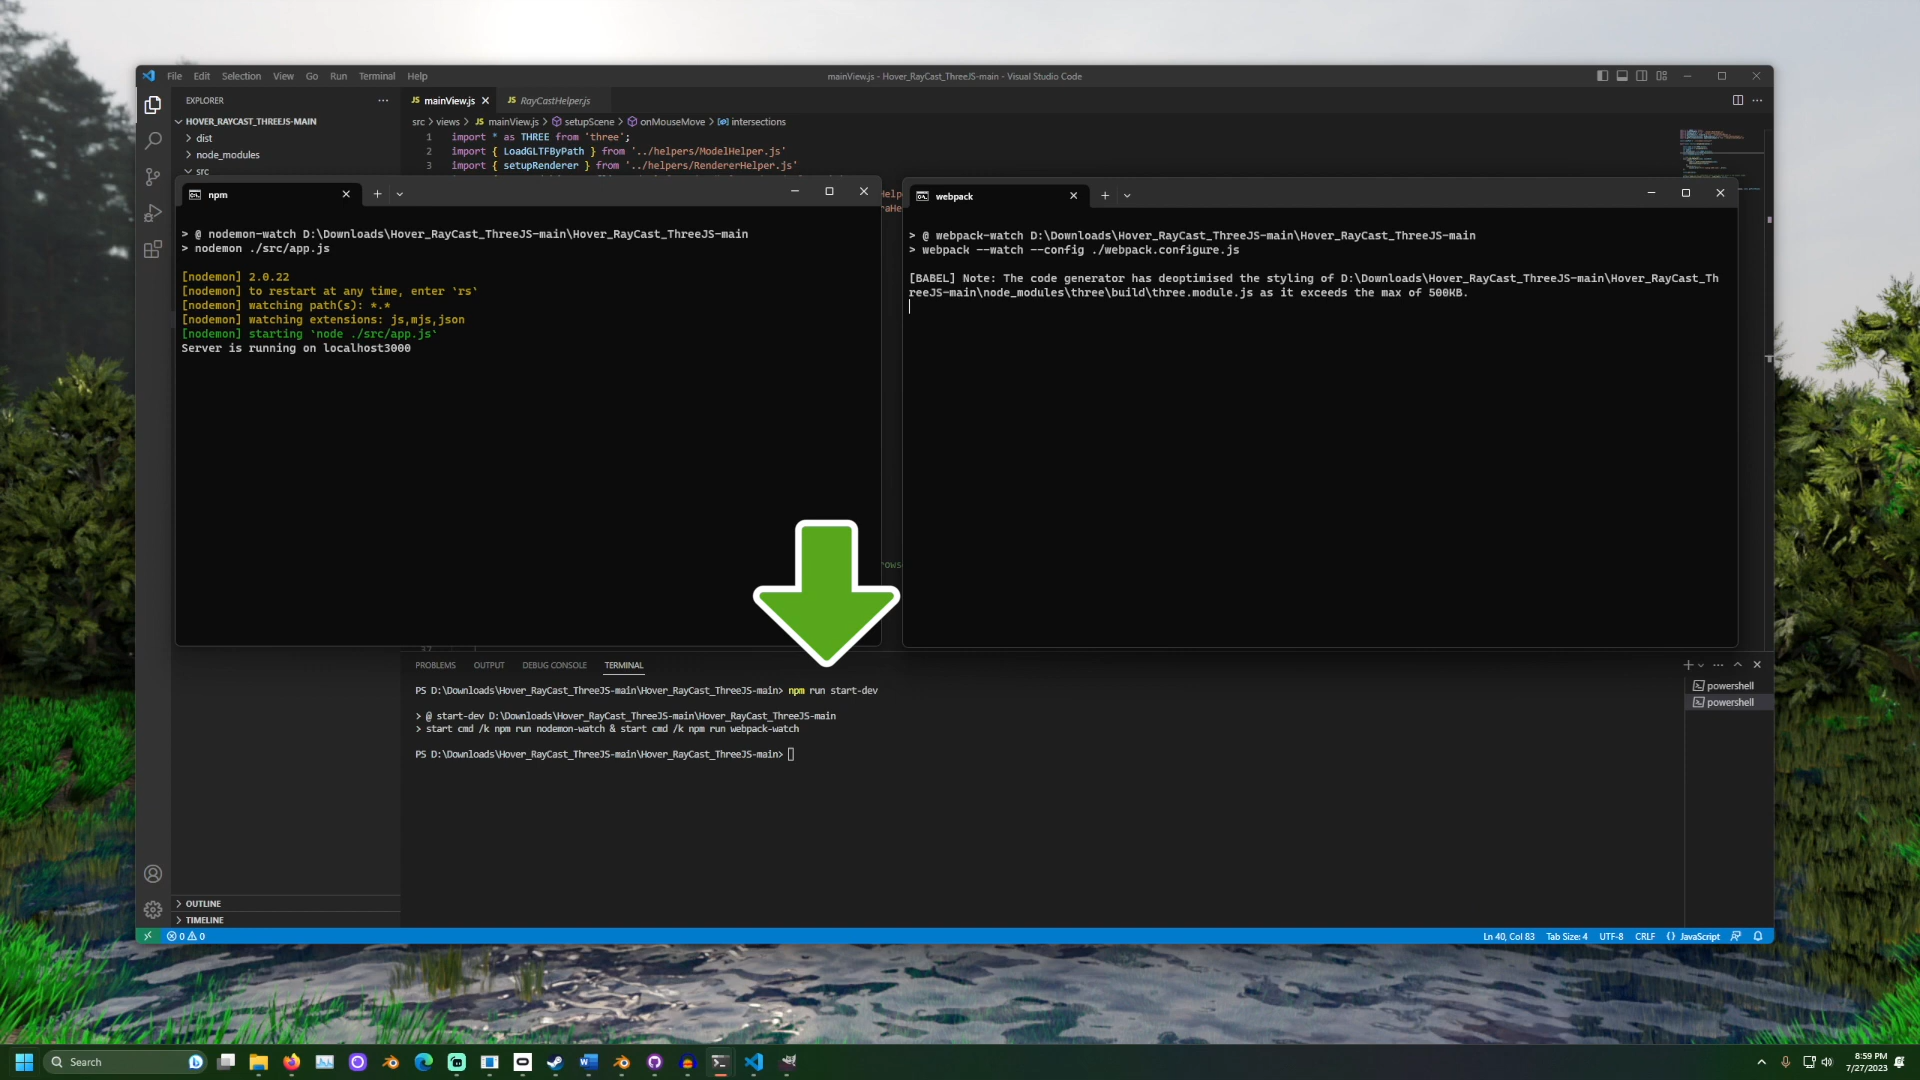 File Edit Selection View Go Run Terminal Help
mainView.js - Hover_RayCast_ThreeJS-main - Visual Studio Code
EXPLORER
JS mainView.js
JS RayCastHelper.js
HOVER_RAYCAST_THREEJS-MAIN
dist
node_modules
src
src > views > JS mainView.js > setupScene > onMouseMove > intersections
1 import * as THREE from 'three';
2 import { LoadGLTFByPath } from '../helpers/ModelHelper.js'
3 import { setupRenderer } from '../helpers/RendererHelper.js'
npm
> @ nodemon-watch D:\Downloads\Hover_RayCast_ThreeJS-main\Hover_RayCast_ThreeJS-main
> nodemon ./src/app.js
[nodemon] 2.0.22
[nodemon] to restart at any time, enter `rs`
[nodemon] watching path(s): *.*
[nodemon] watching extensions: js,mjs,json
[nodemon] starting `node ./src/app.js`
Server is running on localhost3000
webpack
> @ webpack-watch D:\Downloads\Hover_RayCast_ThreeJS-main\Hover_RayCast_ThreeJS-main
> webpack --watch --config ./webpack.configure.js
[BABEL] Note: The code generator has deoptimised the styling of D:\Downloads\Hover_RayCast_ThreeJS-main\Hover_RayCast_Th
reeJS-main\node_modules\three\build\three.module.js as it exceeds the max of 500KB.
PROBLEMS OUTPUT DEBUG CONSOLE TERMINAL
PS D:\Downloads\Hover_RayCast_ThreeJS-main\Hover_RayCast_ThreeJS-main> npm run start-dev
> @ start-dev D:\Downloads\Hover_RayCast_ThreeJS-main\Hover_RayCast_ThreeJS-main
> start cmd /k npm run nodemon-watch & start cmd /k npm run webpack-watch
PS D:\Downloads\Hover_RayCast_ThreeJS-main\Hover_RayCast_ThreeJS-main>
powershell
powershell
OUTLINE
TIMELINE
0 0
Ln 40, Col 83 Tab Size: 4 UTF-8 CRLF {} JavaScript
Search
8:59 PM
7/27/2023